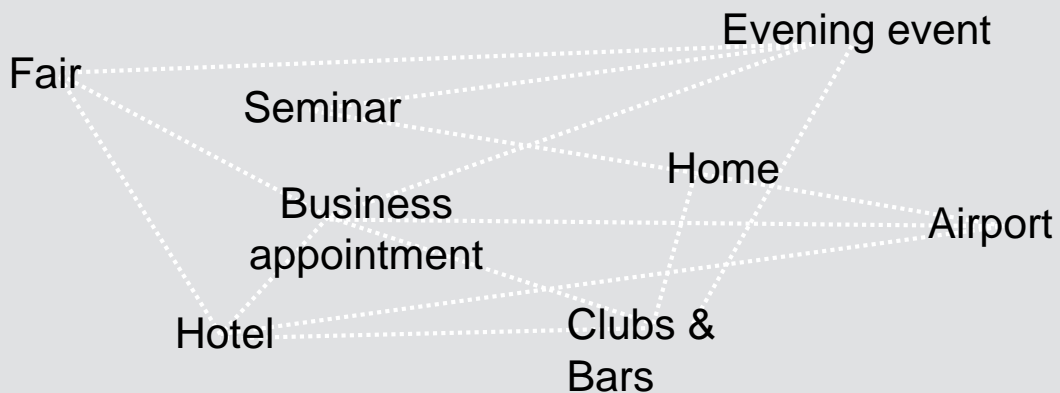 Evening event
Fair
Seminar
Home
Business
appointment
Airport
Hotel
Clubs &
Bars